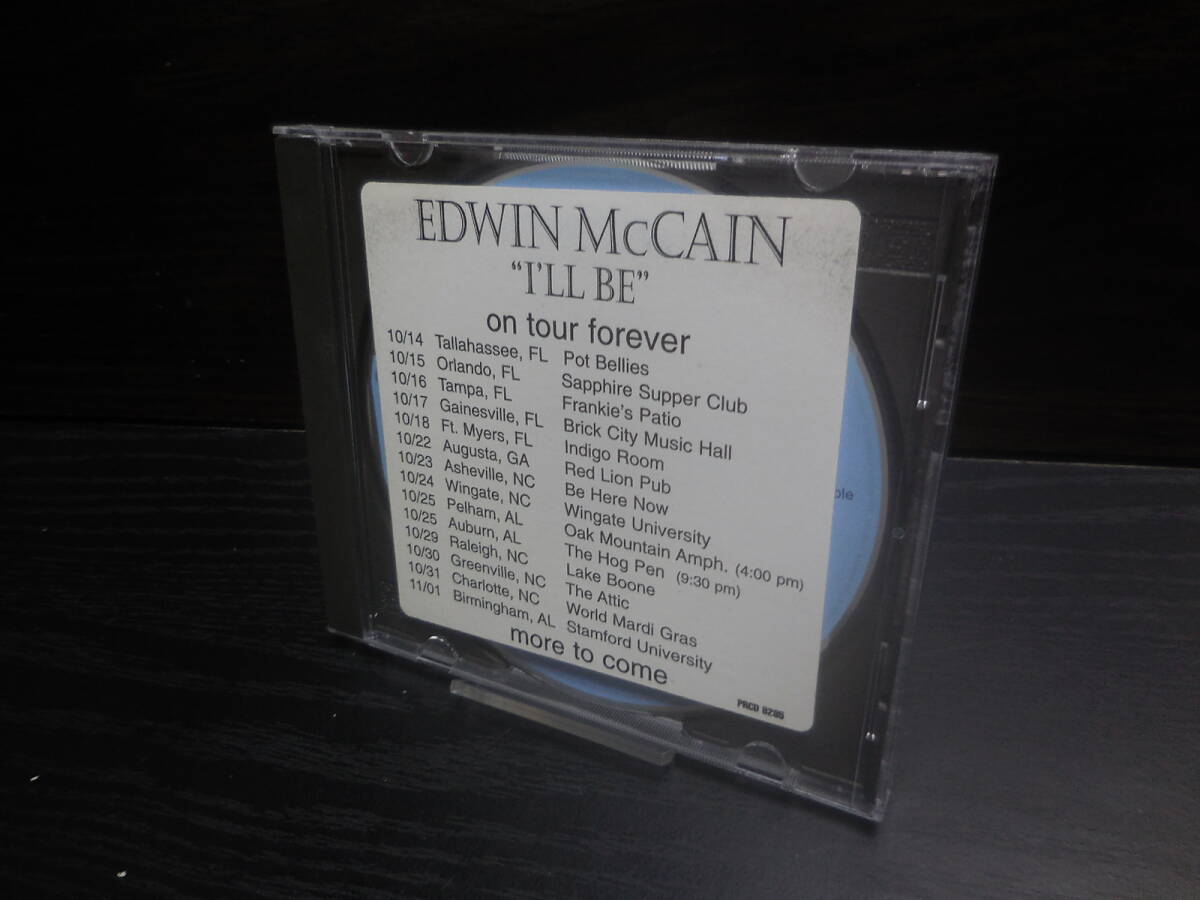 EDWIN McCAIN
"I'LL BE"
on tour forever
10/14 Tallahassee, FL Pot Bellies
10/15 Orlando, FL Sapphire Supper Club
10/16 Tampa, FL Frankie's Patio
10/17 Gainesville, FL Brick City Music Hall
10/18 Ft. Myers, FL Indigo Room
10/22 Augusta, GA Red Lion Pub
10/23 Asheville, NC Be Here Now
10/24 Wingate, NC Wingate University
10/25 Pelham, AL Oak Mountain Amph. (4:00 pm)
10/25 Auburn, AL The Hog Pen (9:30 pm)
10/29 Raleigh, NC Lake Boone
10/30 Greenville, NC The Attic
10/31 Charlotte, NC World Mardi Gras
11/01 Birmingham, AL Stamford University
more to come
PRCD 8295